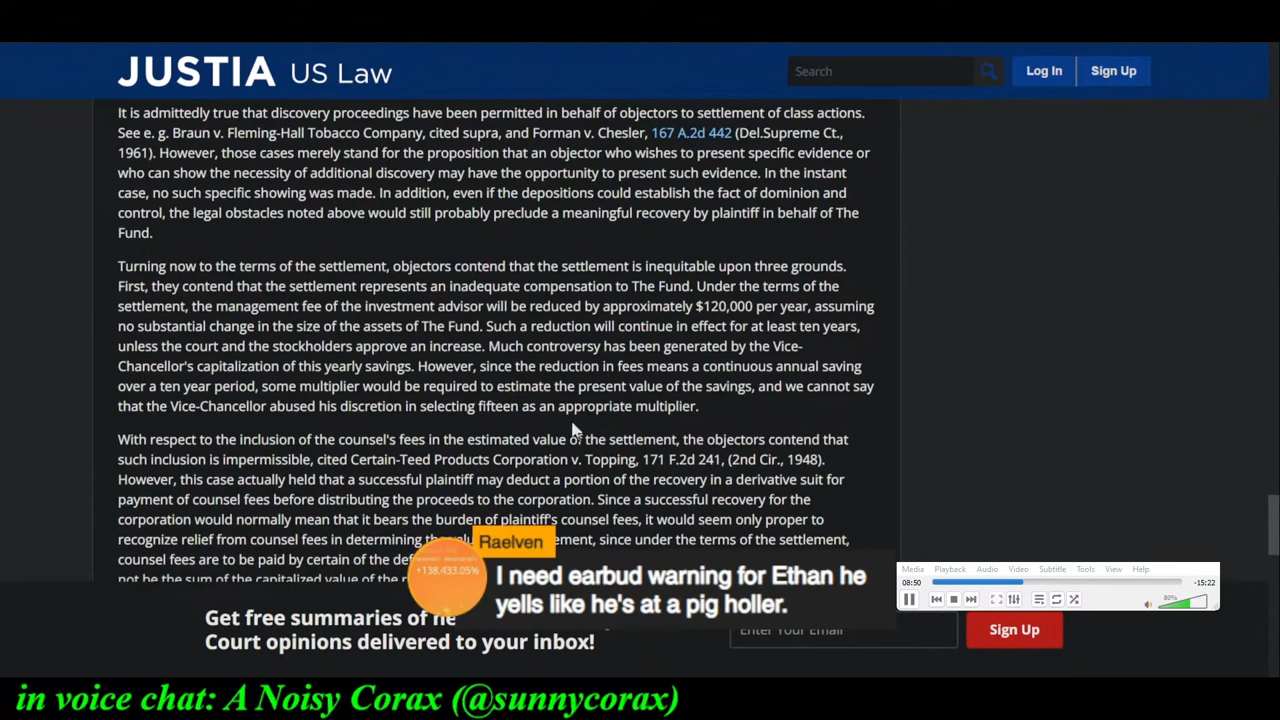 JUSTIA US Law
Search
Log In
Sign Up
It is admittedly true that discovery proceedings have been permitted in behalf of objectors to settlement of class actions.
See e. g. Braun v. Fleming-Hall Tobacco Company, cited supra, and Forman v. Chesler, 167 A.2d 442 (Del.Supreme Ct.,
1961). However, those cases merely stand for the proposition that an objector who wishes to present specific evidence or
who can show the necessity of additional discovery may have the opportunity to present such evidence. In the instant
case, no such specific showing was made. In addition, even if the depositions could establish the fact of dominion and
control, the legal obstacles noted above would still probably preclude a meaningful recovery by plaintiff in behalf of The
Fund.
Turning now to the terms of the settlement, objectors contend that the settlement is inequitable upon three grounds.
First, they contend that the settlement represents an inadequate compensation to The Fund. Under the terms of the
settlement, the management fee of the investment advisor will be reduced by approximately $120,000 per year, assuming
no substantial change in the size of the assets of The Fund. Such a reduction will continue in effect for at least ten years,
unless the court and the stockholders approve an increase. Much controversy has been generated by the Vice-
Chancellor's capitalization of this yearly savings. However, since the reduction in fees means a continuous annual saving
over a ten year period, some multiplier would be required to estimate the present value of the savings, and we cannot say
that the Vice-Chancellor abused his discretion in selecting fifteen as an appropriate multiplier.
With respect to the inclusion of the counsel's fees in the estimated value of the settlement, the objectors contend that
such inclusion is impermissible, cited Certain-Teed Products Corporation v. Topping, 171 F.2d 241, (2nd Cir., 1948).
However, this case actually held that a successful plaintiff may deduct a portion of the recovery in a derivative suit for
payment of counsel fees before distributing the proceeds to the corporation. Since a successful recovery for the
corporation would normally mean that it bears the burden of plaintiff's counsel fees, it would seem only proper to
recognize relief from counsel fees in determining the
since under the terms of the settlement,
counsel fees are to be paid by certain of the
not be the sum of the capitalized value of the
Raelven
+138,433.05%
I need earbud warning for Ethan he
yells like he's at a pig holler.
Media Playback Audio Video Subtitle Tools View Help
08:50
-15:22
80%
Get free summaries of
Court opinions delivered to your inbox!
Enter Your Email
Sign Up
in voice chat: A Noisy Corax (@sunnycorax)